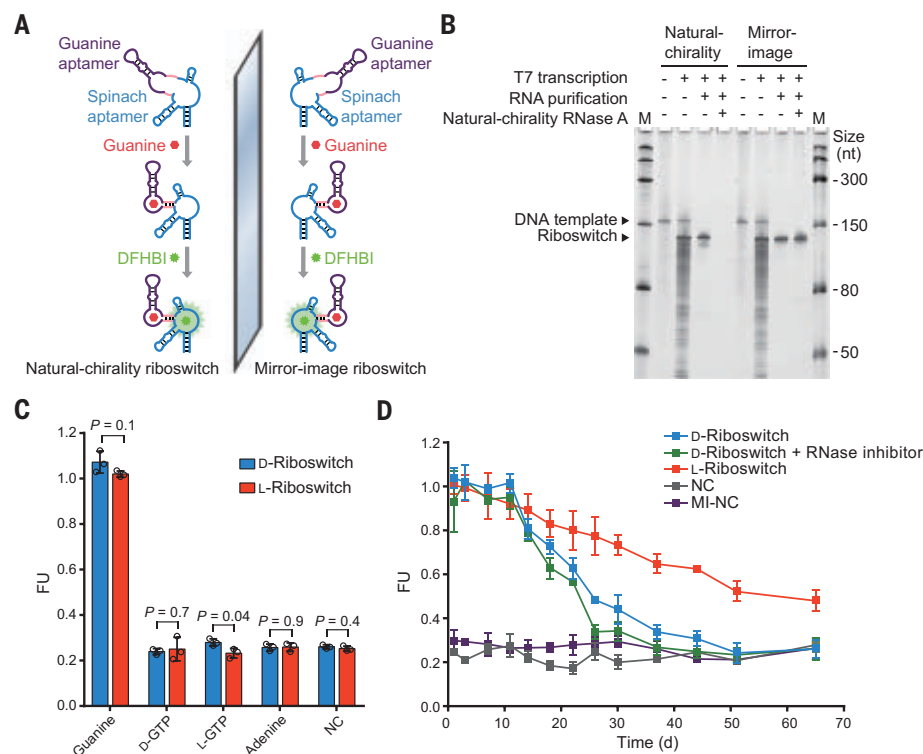 A
Guanine
aptamer
Guanine
aptamer
Spinach
aptamer
Spinach
aptamer
Guanine
Guanine
DFHBI
DFHBI
Natural-chirality riboswitch
Mirror-image riboswitch
B
Natural-
chirality
Mirror-
image
T7 transcription - + + + - + + +
RNA purification - - + + - - + +
Natural-chirality RNase A - - - + - - - +
M
M
Size
(nt)
- 300
DNA template
- 150
Riboswitch
- 80
- 50
C
P = 0.1
D-Riboswitch
L-Riboswitch
P = 0.7
P = 0.04
P = 0.9
P = 0.4
FU
1.2
1.0
0.8
0.6
0.4
0.2
0.0
Guanine
D-GTP
L-GTP
Adenine
NC
D
D-Riboswitch
D-Riboswitch + RNase inhibitor
L-Riboswitch
NC
MI-NC
FU
1.2
1.0
0.8
0.6
0.4
0.2
0.0
0 10 20 30 40 50 60 70
Time (d)